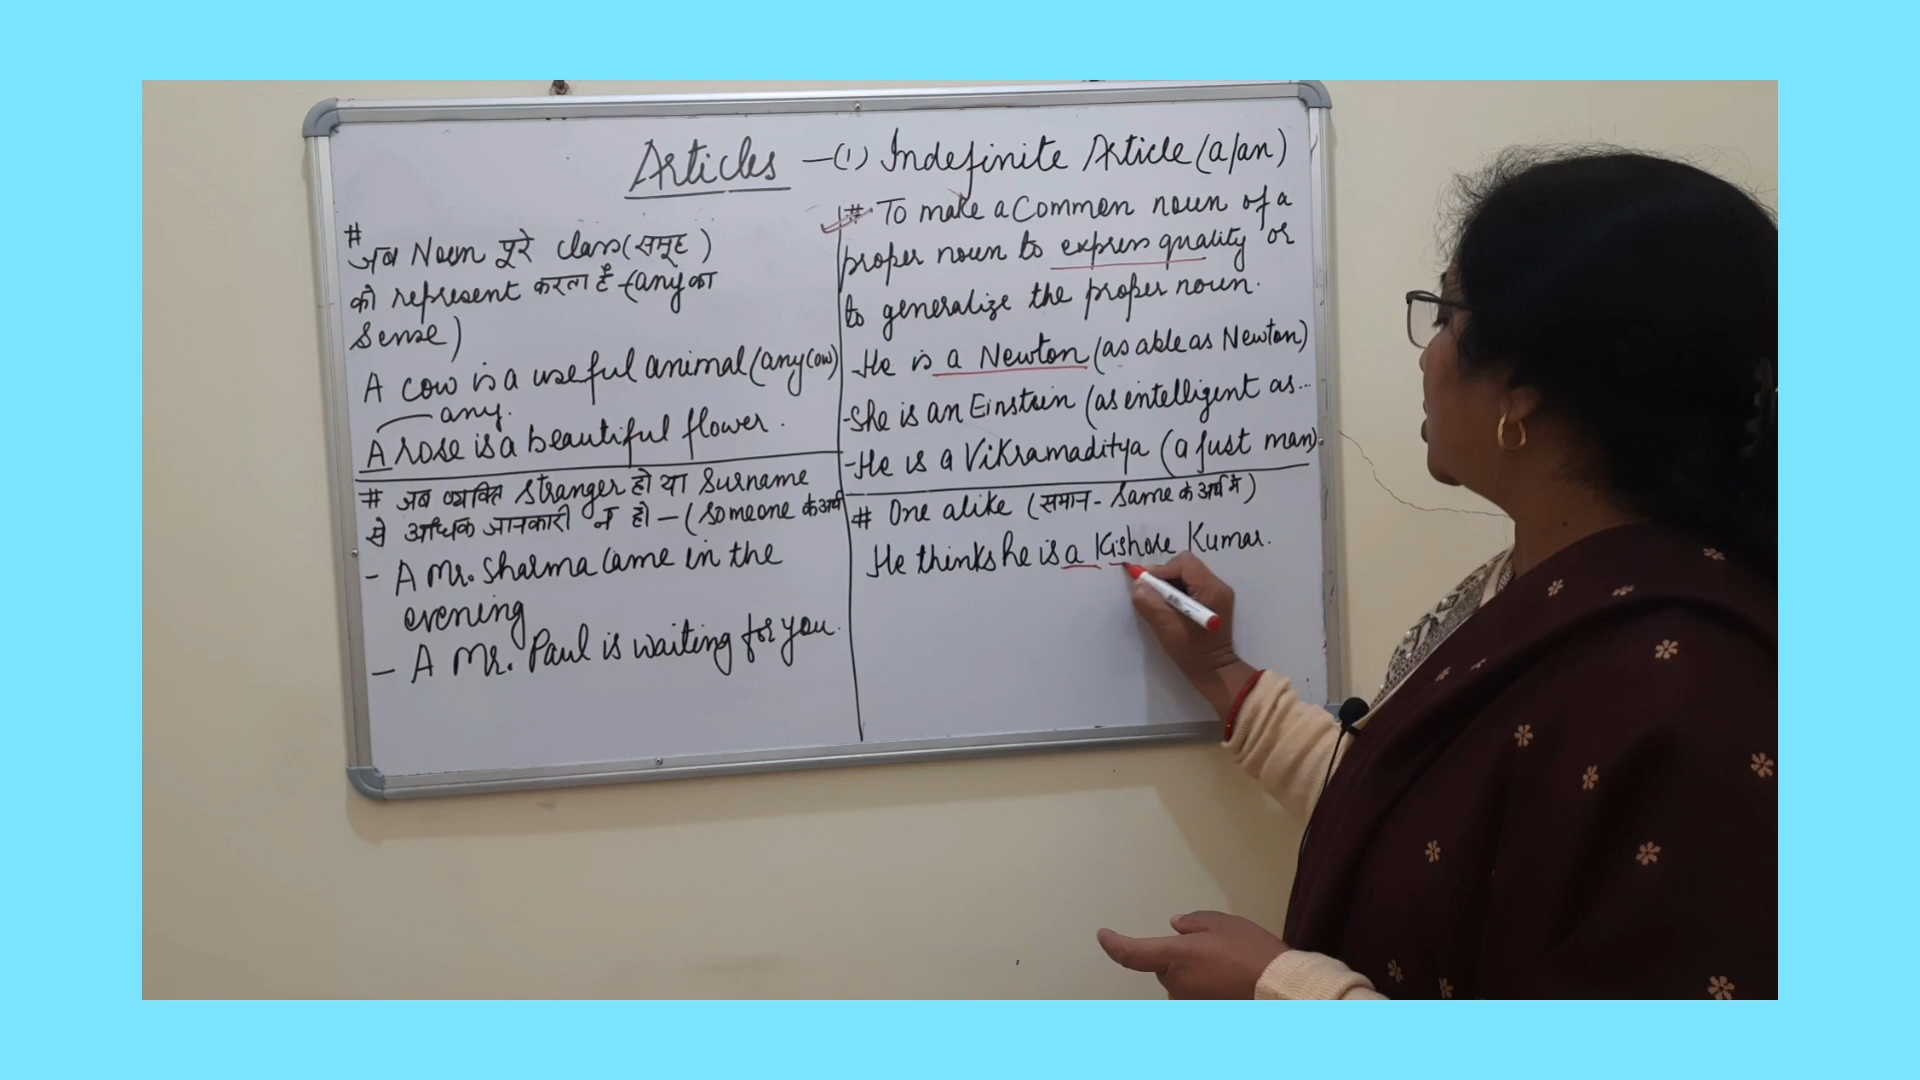 Articles - (1) Indefinite Article (a/an)
#
जब Noun पूरे class (समूह)
को represent करता है - (any का
sense)
A cow is a useful animal (any cow)
any.
A rose is a beautiful flower.
# जब व्यक्ति stranger हो या surname
से अधिक जानकारी न हो - (someone के अर्थ
- A Mr. Sharma came in the
evening
- A Mr. Paul is waiting for you.
# To make a common noun of a
proper noun to express quality or
to generalize the proper noun.
-He is a Newton (as able as Newton)
-She is an Einstein (as intelligent as...
-He is a Vikramaditya (a just man).
# One alike (समान - same के अर्थ में)
He thinks he is a Kishore Kumar.